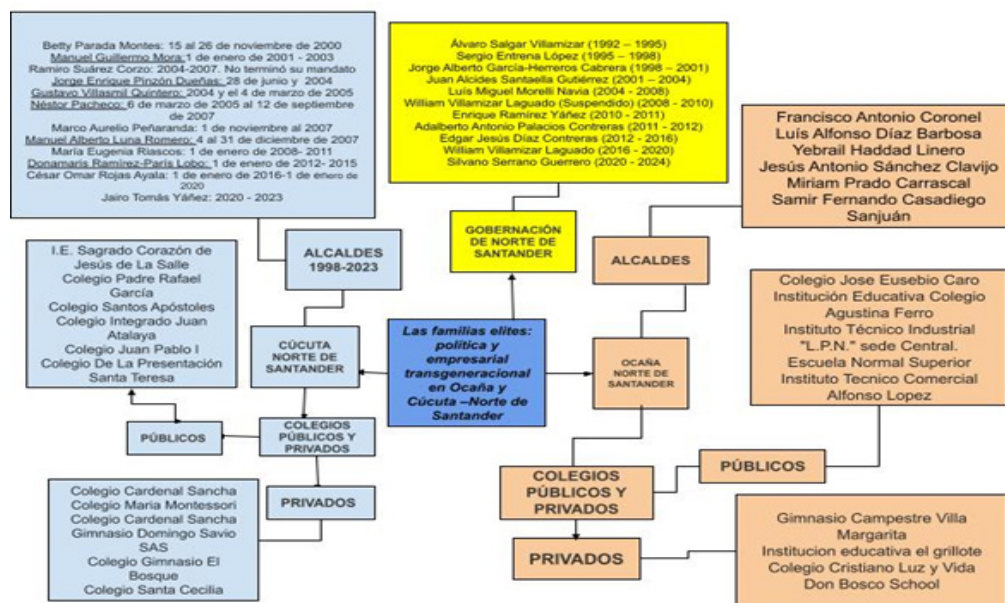 Betty Parada Montes: 15 al 26 de noviembre de 2000
Manuel Guillermo Mora:1 de enero de 2001 - 2003
Ramiro Suárez Corzo: 2004-2007. No terminó su mandato
Jorge Enrique Pinzón Dueñas: 28 de junio y 2004
Gustavo Villasmil Quintero: 2004 y el 4 de marzo de 2005
Néstor Pacheco: 6 de marzo de 2005 al 12 de septiembre
de 2007
Marco Aurelio Peñaranda: 1 de noviembre al 2007
Manuel Alberto Luna Romero: 4 al 31 de diciembre de 2007
María Eugenia Riascos: 1 de enero de 2008- 2011
Donamaris Ramírez-París Lobo: 1 de enero de 2012- 2015
César Omar Rojas Ayala: 1 de enero de 2016-1 de enero de
2020
Jairo Tomás Yáñez: 2020 - 2023
Álvaro Salgar Villamizar (1992 – 1995)
Sergio Entrena López (1995 – 1998)
Jorge Alberto García-Herreros Cabrera (1998 – 2001)
Juan Alcides Santaella Gutiérrez (2001 – 2004)
Luís Miguel Morelli Navia (2004 - 2008)
William Villamizar Laguado (Suspendido) (2008 - 2010)
Enrique Ramírez Yáñez (2010 - 2011)
Adalberto Antonio Palacios Contreras (2011 - 2012)
Edgar Jesús Díaz Contreras (2012 - 2016)
William Villamizar Laguado (2016 - 2020)
Silvano Serrano Guerrero (2020 - 2024)
Francisco Antonio Coronel
Luís Alfonso Díaz Barbosa
Yebrail Haddad Linero
Jesús Antonio Sánchez Clavijo
Miriam Prado Carrascal
Samir Fernando Casadiego
Sanjuán
ALCALDES
1998-2023
GOBERNACIÓN
DE NORTE DE
SANTANDER
ALCALDES
I.E. Sagrado Corazón de
Jesús de La Salle
Colegio Padre Rafael
García
Colegio Santos Apóstoles
Colegio Integrado Juan
Atalaya
Colegio Juan Pablo I
Colegio De La Presentación
Santa Teresa
CÚCUTA
NORTE DE
SANTANDER
Las familias elites:
política y
empresarial
transgeneracional
en Ocaña y
Cúcuta –Norte de
Santander
OCAÑA
NORTE DE
SANTANDER
Colegio Jose Eusebio Caro
Institución Educativa Colegio
Agustina Ferro
Instituto Técnico Industrial
"L.P.N." sede Central.
Escuela Normal Superior
Instituto Tecnico Comercial
Alfonso Lopez
PÚBLICOS
COLEGIOS
PÚBLICOS Y
PRIVADOS
COLEGIOS
PÚBLICOS Y
PRIVADOS
PÚBLICOS
Colegio Cardenal Sancha
Colegio Maria Montessori
Colegio Cardenal Sancha
Gimnasio Domingo Savio
SAS
Colegio Gimnasio El
Bosque
Colegio Santa Cecilia
PRIVADOS
PRIVADOS
Gimnasio Campestre Villa
Margarita
Institucion educativa el grillote
Colegio Cristiano Luz y Vida
Don Bosco School